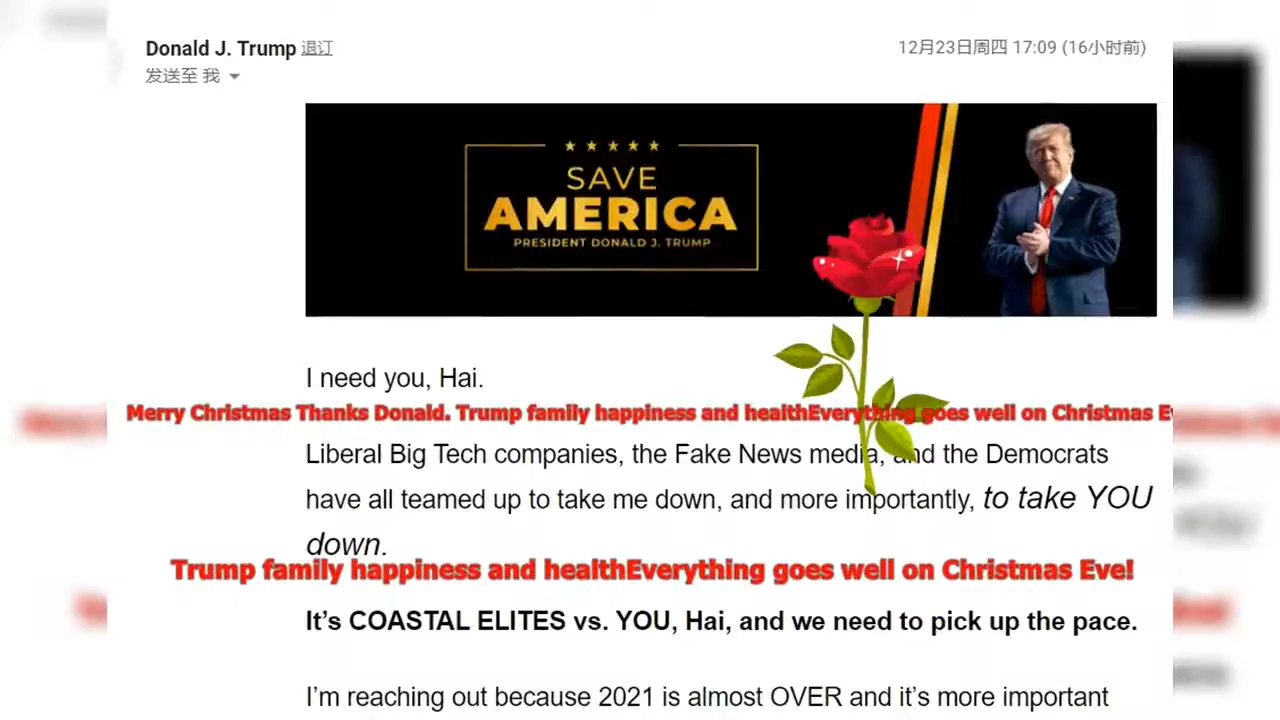 Donald J. Trump 退订
12月23日周四 17:09 (16小时前)
发送至 我
SAVE
AMERICA
PRESIDENT DONALD J. TRUMP
I need you, Hai.
Merry Christmas Thanks Donald. Trump family happiness and healthEverything goes well on Christmas E
Liberal Big Tech companies, the Fake News media, and the Democrats
have all teamed up to take me down, and more importantly, to take YOU
down.
Trump family happiness and healthEverything goes well on Christmas Eve!
It's COASTAL ELITES vs. YOU, Hai, and we need to pick up the pace.
I'm reaching out because 2021 is almost OVER and it's more important